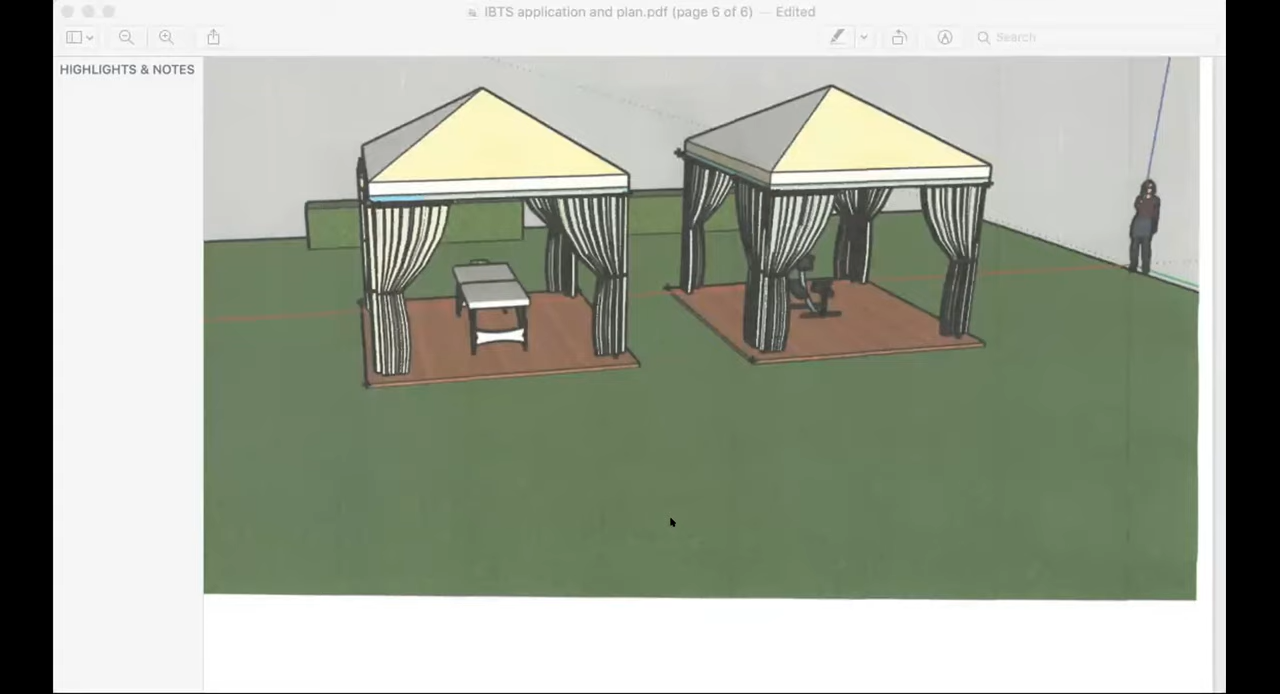 IBTS application and plan.pdf (page 6 of 6) — Edited
Search
HIGHLIGHTS & NOTES